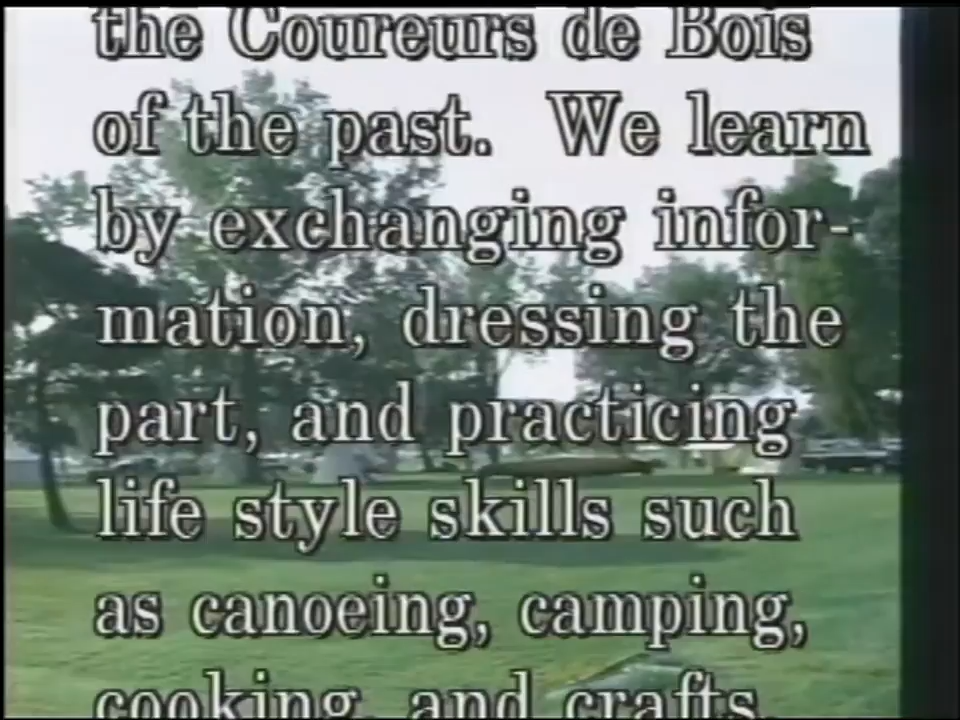 the Coureurs de Bois
of the past. We learn
by exchanging infor-
mation, dressing the
part, and practicing
life style skills such
as canoeing, camping,
cooking, and crafts